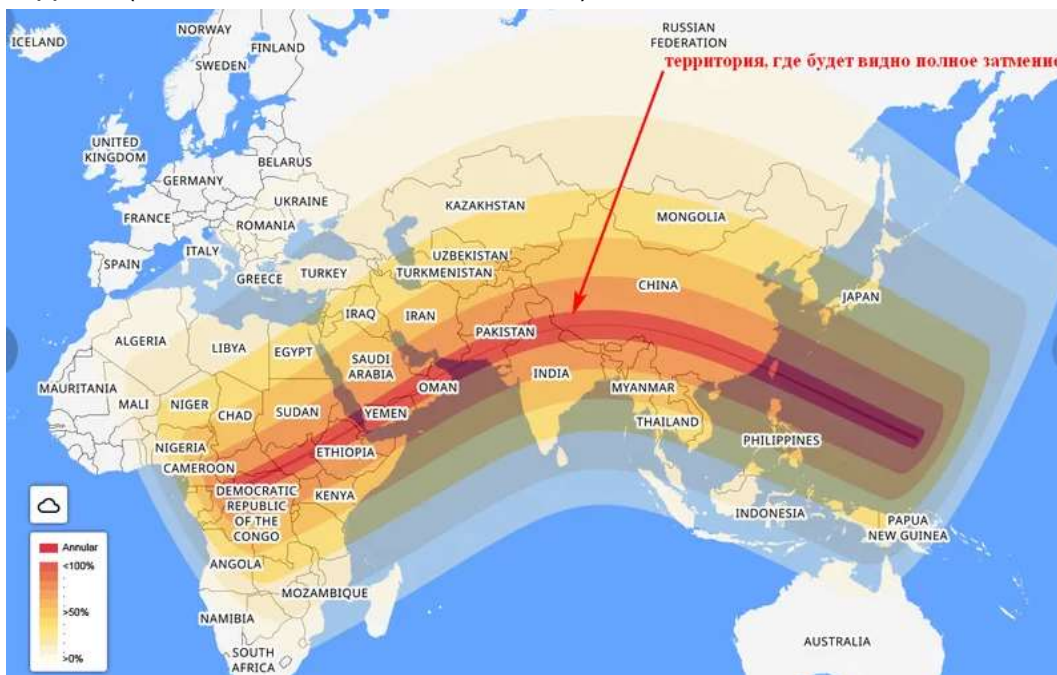 ICELAND
NORWAY
FINLAND
SWEDEN
RUSSIAN
FEDERATION
территория, где будет видно полное затмение
UNITED
KINGDOM
BELARUS
GERMANY
UKRAINE
FRANCE
ROMANIA
KAZAKHSTAN
MONGOLIA
ITALY
SPAIN
GREECE
TURKEY
UZBEKISTAN
TURKMENISTAN
CHINA
JAPAN
IRAQ
IRAN
ALGERIA
LIBYA
EGYPT
PAKISTAN
SAUDI
ARABIA
OMAN
INDIA
MAURITANIA
MALI
NIGER
CHAD
SUDAN
YEMEN
MYANMAR
THAILAND
NIGERIA
ETHIOPIA
PHILIPPINES
CAMEROON
DEMOCRATIC
REPUBLIC
OF THE
CONGO
KENYA
INDONESIA
PAPUA
NEW GUINEA
ANGOLA
MOZAMBIQUE
NAMIBIA
SOUTH
AFRICA
AUSTRALIA
Annular
<100%
>50%
>0%